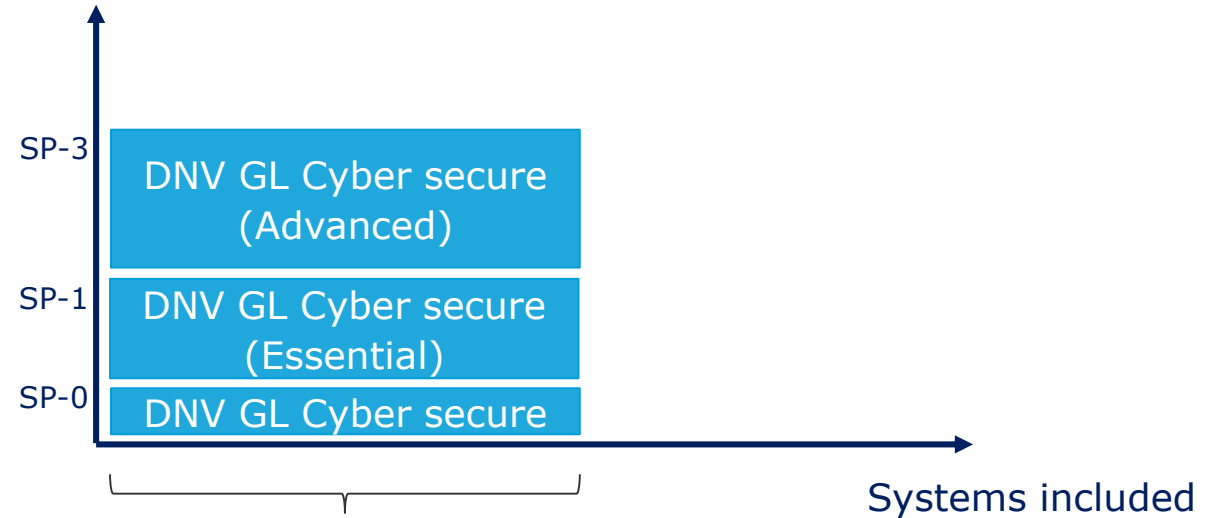 SP-3
DNV GL Cyber secure
(Advanced)
SP-1
DNV GL Cyber secure
(Essential)
SP-0
DNV GL Cyber secure
Systems included